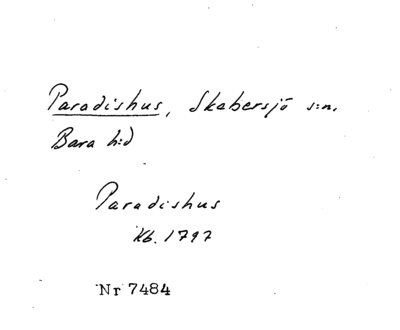 Paradishus, Skabersjö s:n.
Bara h:d
Paradishus
Kb. 1797
Nr 7484